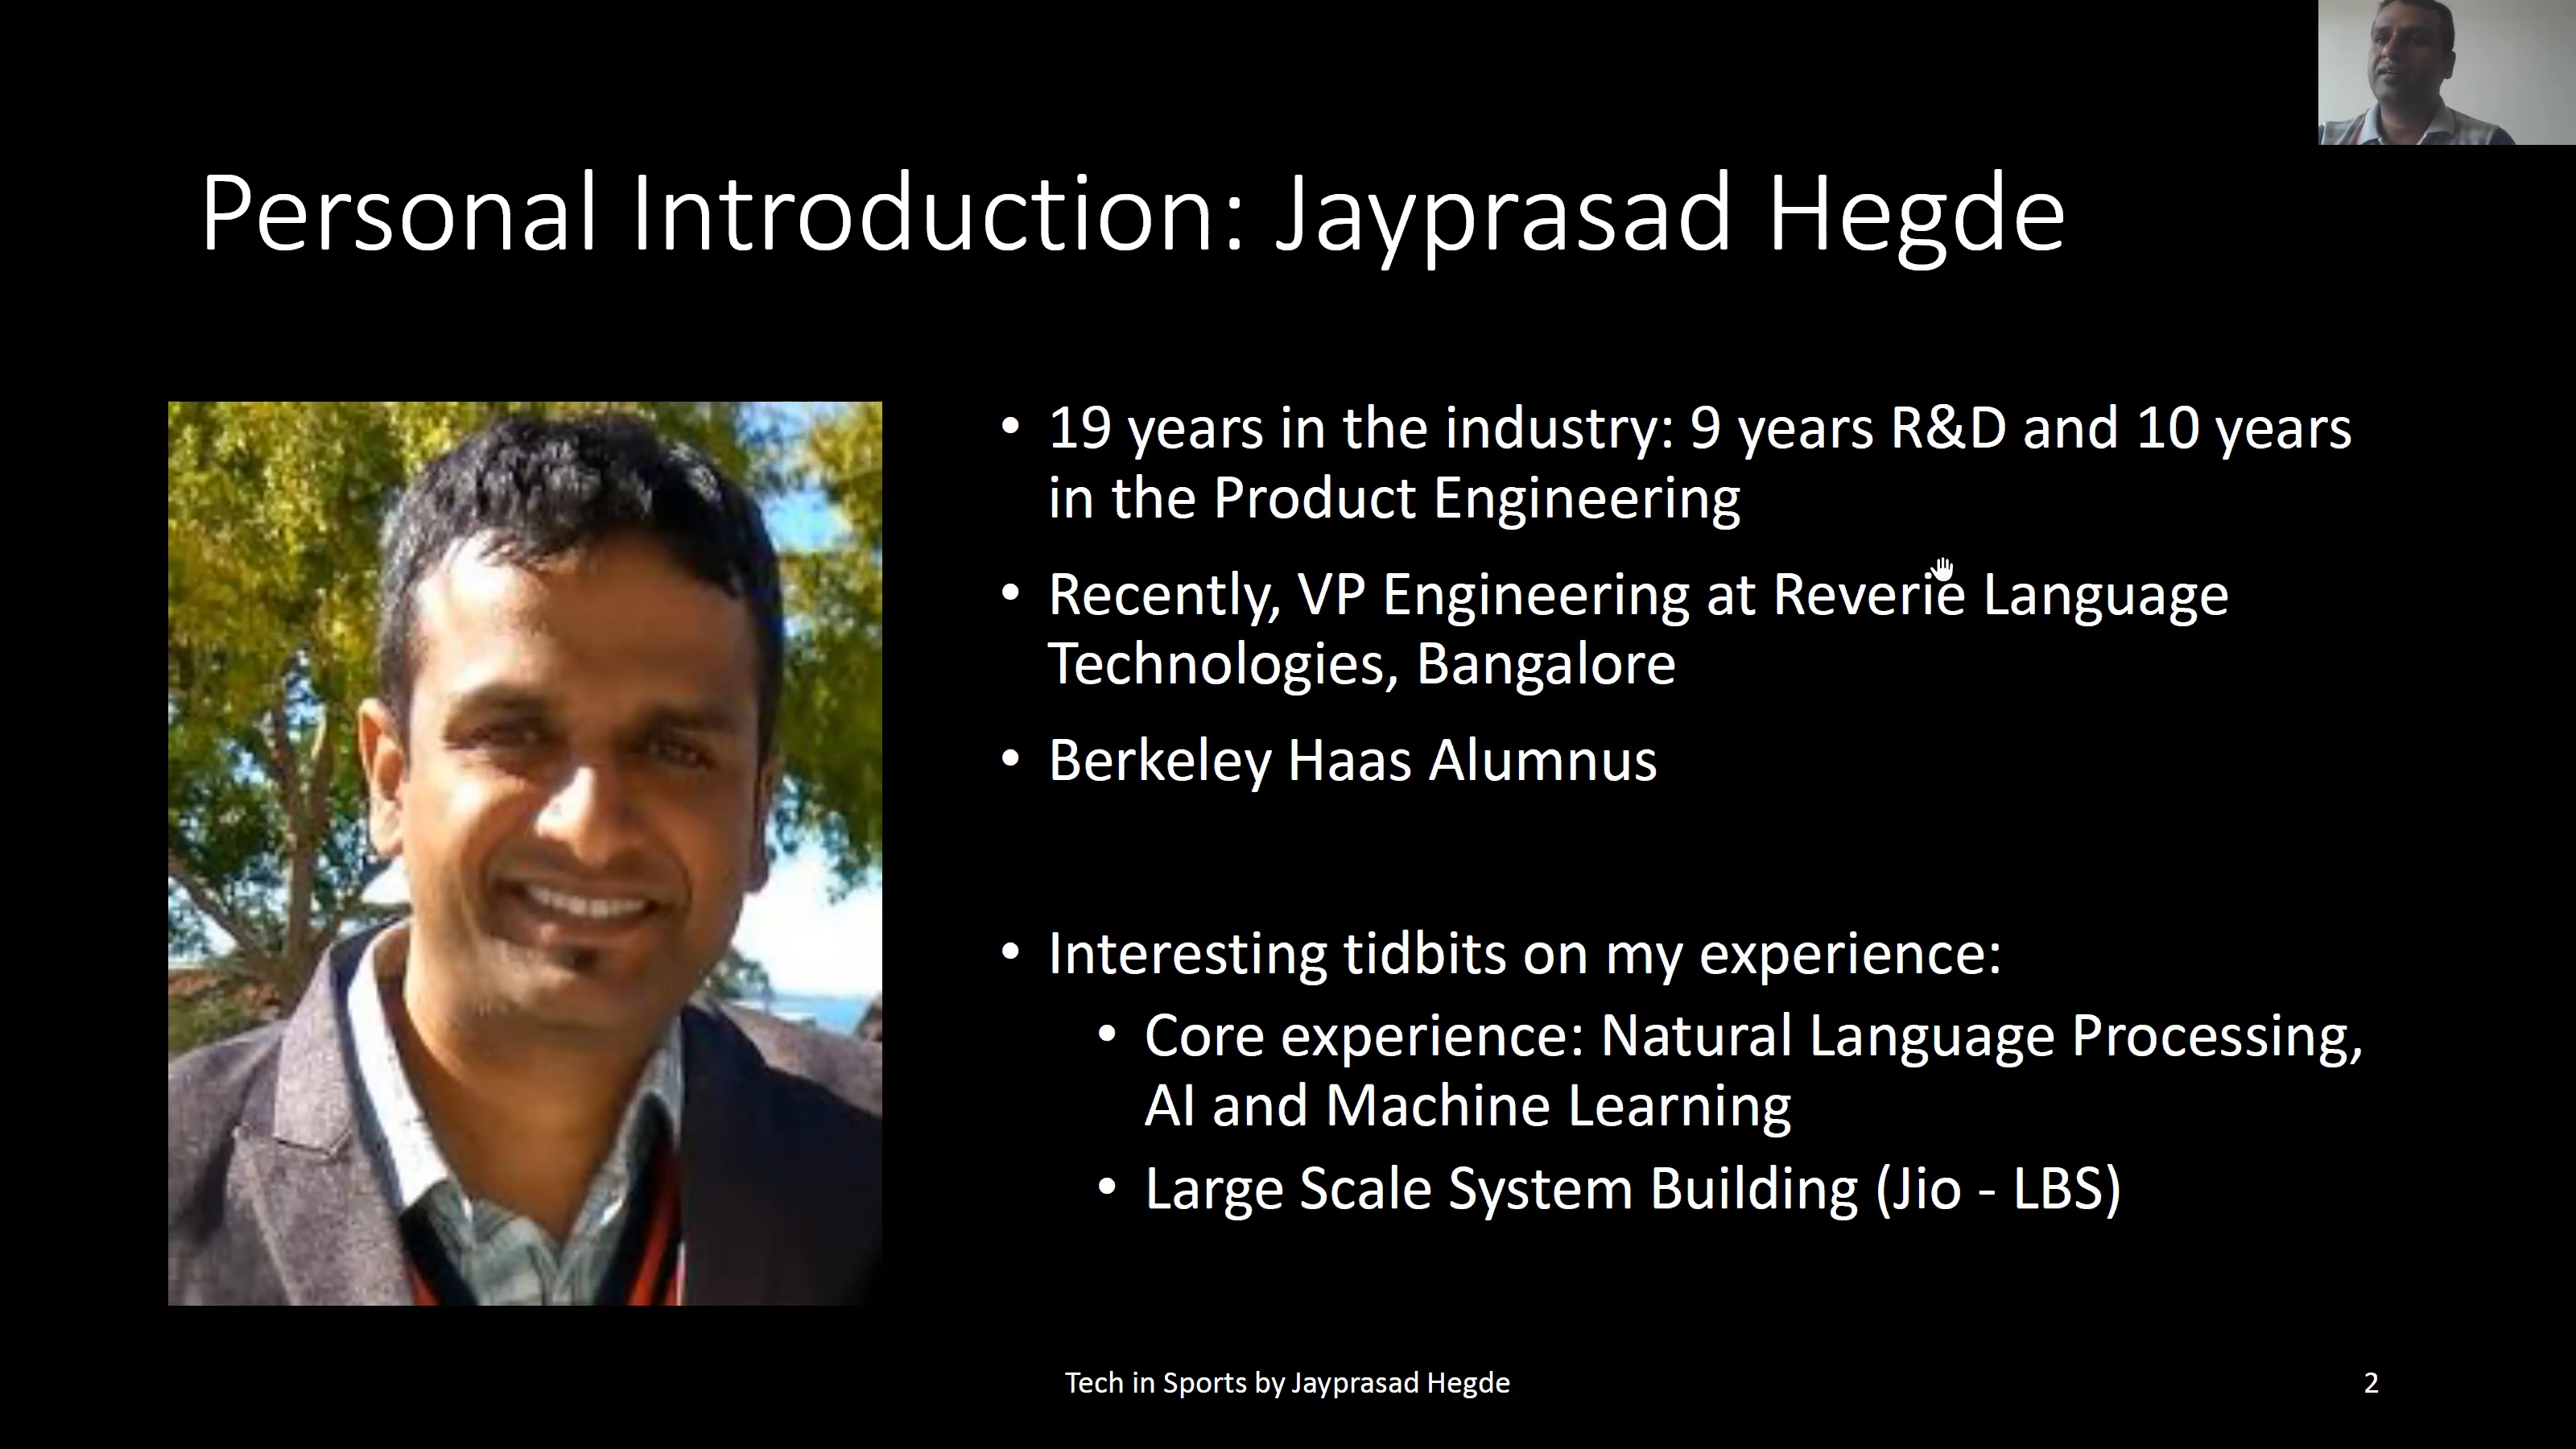 Personal Introduction: Jayprasad Hegde
• 19 years in the industry: 9 years R&D and 10 years
in the Product Engineering
• Recently, VP Engineering at Reverie Language
Technologies, Bangalore
• Berkeley Haas Alumnus
• Interesting tidbits on my experience:
• Core experience: Natural Language Processing,
AI and Machine Learning
• Large Scale System Building (Jio - LBS)
Tech in Sports by Jayprasad Hegde
2